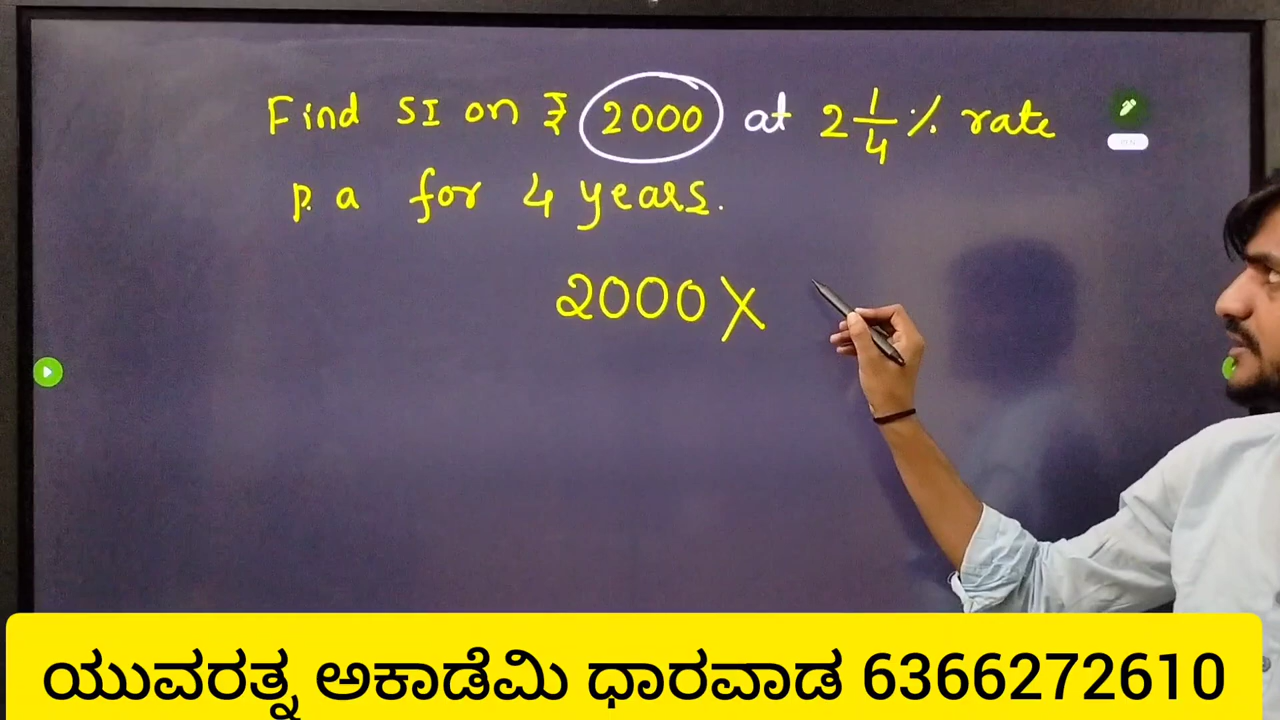 Find SI on ₹ 2000 at 2 1/4 % rate
p. a for 4 years.
2000 X
ಯುವರತ್ನ ಅಕಾಡೆಮಿ ಧಾರವಾಡ 6366272610